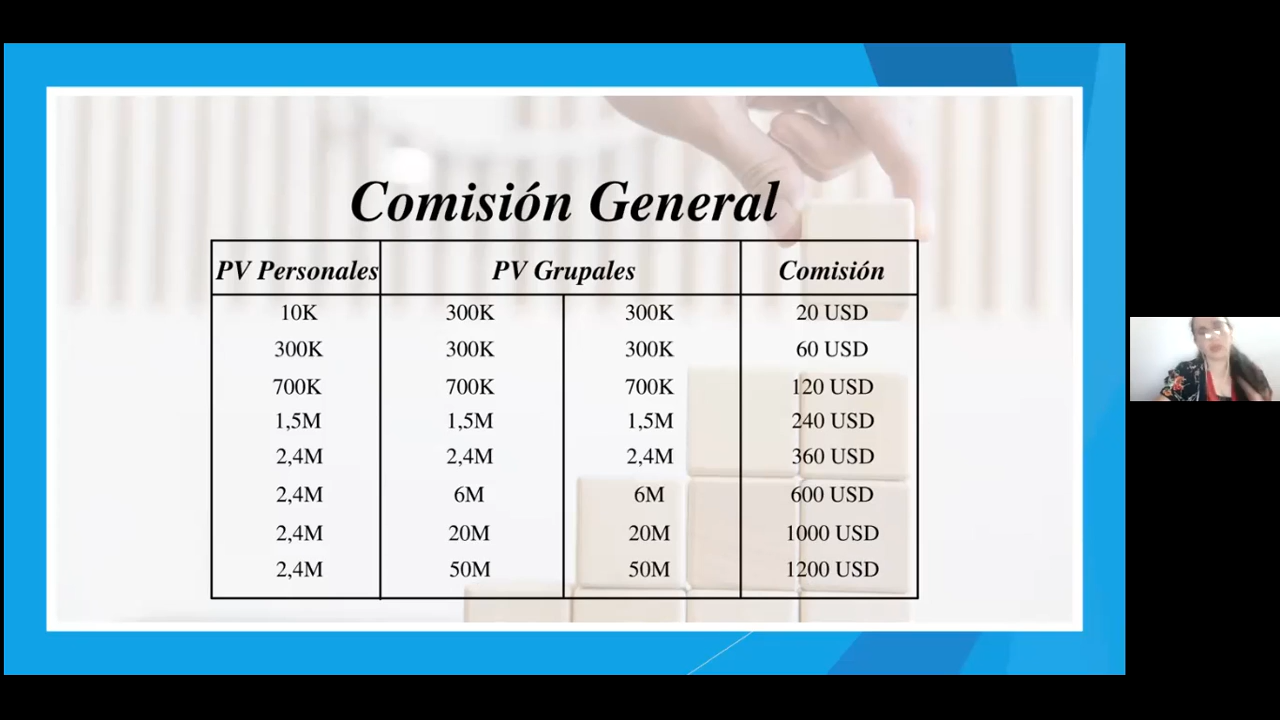 Comisión General
PV Personales PV Grupales Comisión
10K 300K 300K 20 USD
300K 300K 300K 60 USD
700K 700K 700K 120 USD
1,5M 1,5M 1,5M 240 USD
2,4M 2,4M 2,4M 360 USD
2,4M 6M 6M 600 USD
2,4M 20M 20M 1000 USD
2,4M 50M 50M 1200 USD